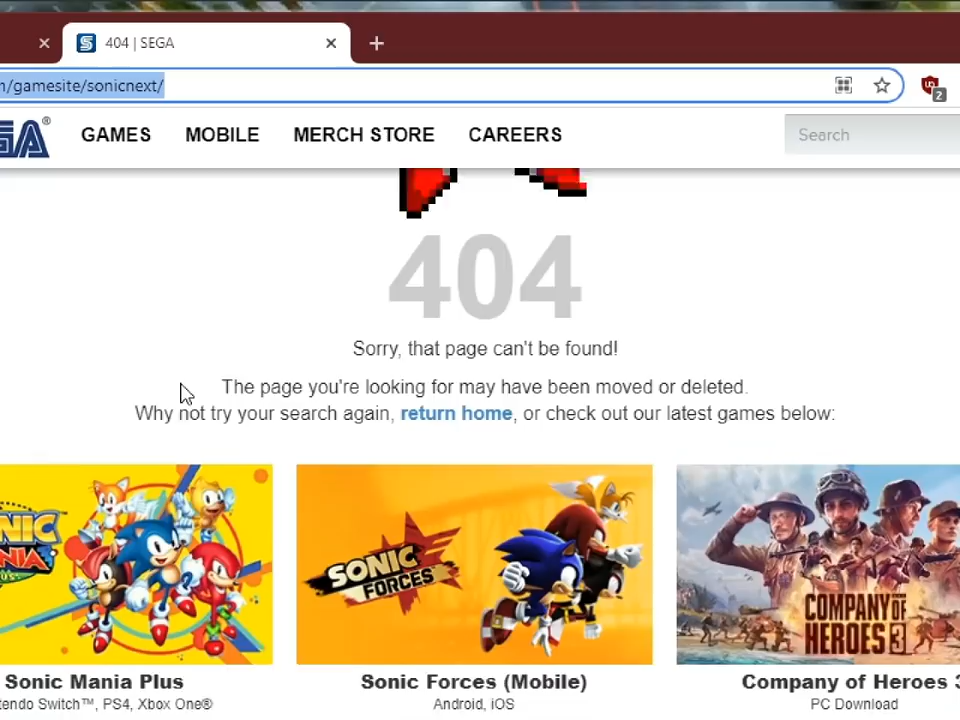 404 | SEGA
/gamesite/sonicnext/
2
GA®
GAMES
MOBILE
MERCH STORE
CAREERS
Search
404
Sorry, that page can't be found!
The page you're looking for may have been moved or deleted.
Why not try your search again, return home, or check out our latest games below:
SONIC
FORCES
COMPANY OF
HEROES 3
Sonic Mania Plus
Switch™, PS4, Xbox One®
Sonic Forces (Mobile)
Android, iOS
Company of Heroes 3
PC Download